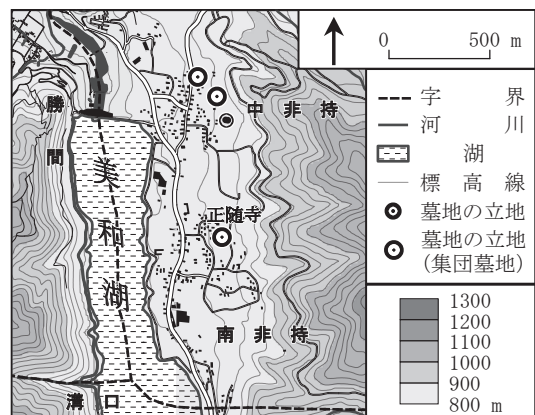 0 500 m
字界
河川
湖
標高線
墓地の立地
墓地の立地
(集団墓地)
1300
1200
1100
1000
900
800 m
勝間
美和湖
中非持
正随寺
南非持
溝口